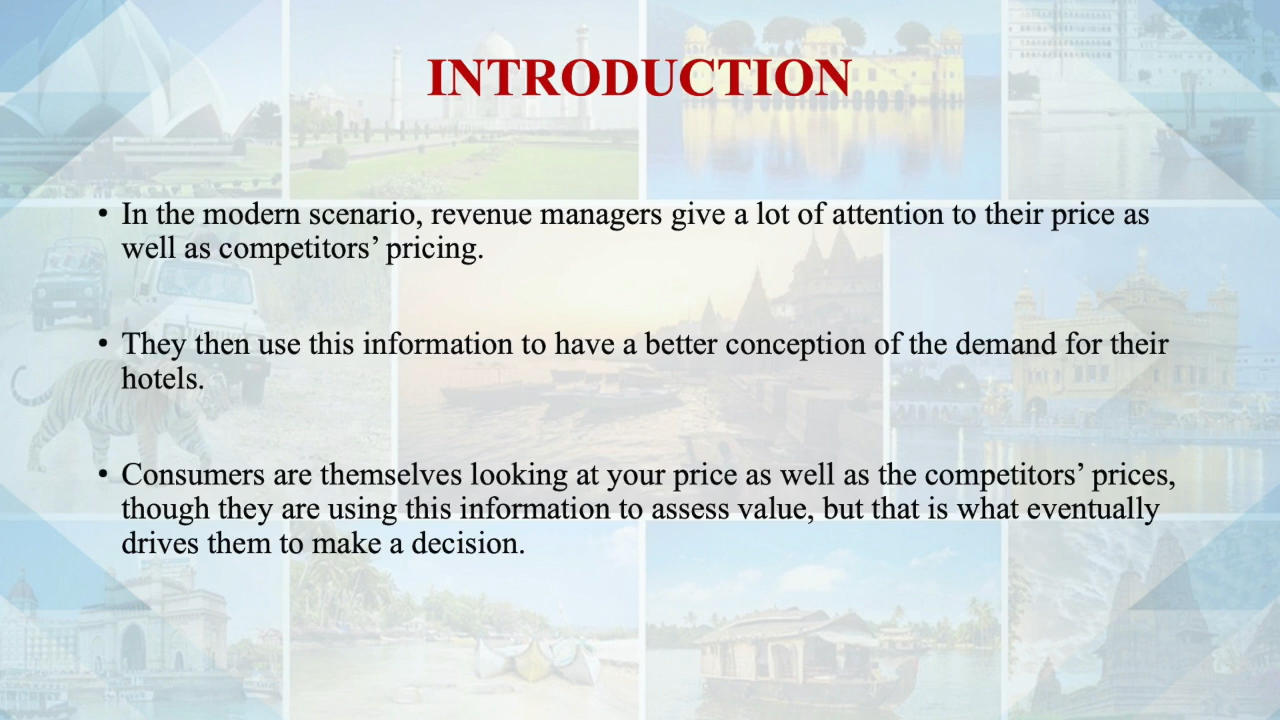 INTRODUCTION
• In the modern scenario, revenue managers give a lot of attention to their price as
well as competitors’ pricing.
• They then use this information to have a better conception of the demand for their
hotels.
• Consumers are themselves looking at your price as well as the competitors’ prices,
though they are using this information to assess value, but that is what eventually
drives them to make a decision.